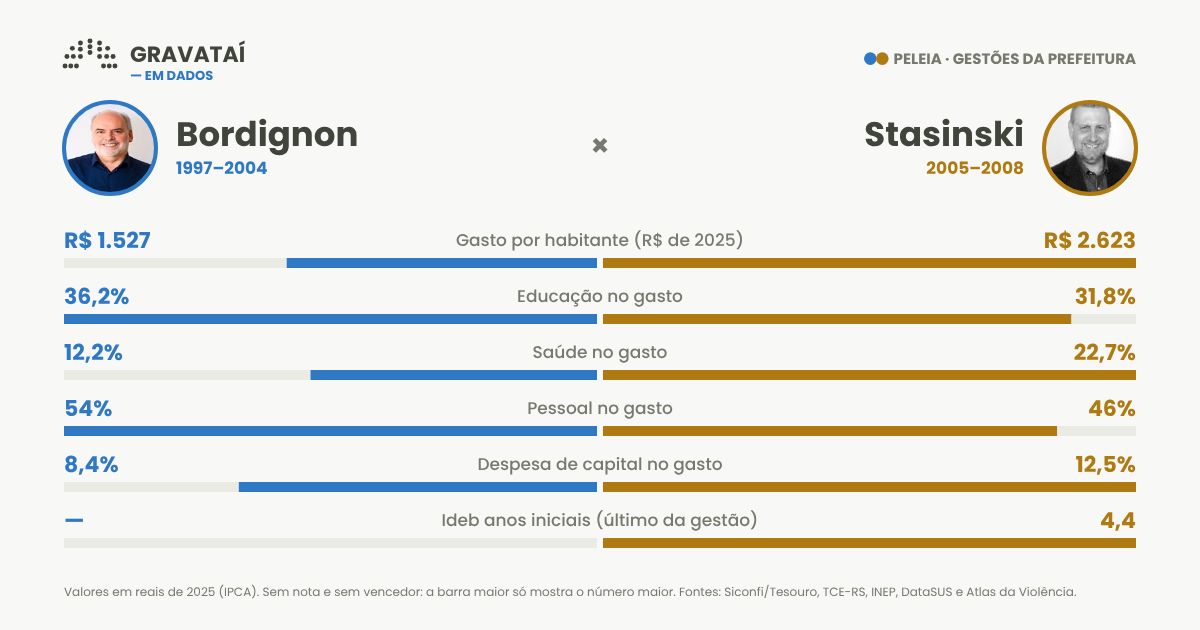 GRAVATAÍ
— EM DADOS
PELEIA · GESTÕES DA PREFEITURA
Bordignon
1997–2004
×
Stasinski
2005–2008
R$ 1.527 Gasto por habitante (R$ de 2025) R$ 2.623
36,2% Educação no gasto 31,8%
12,2% Saúde no gasto 22,7%
54% Pessoal no gasto 46%
8,4% Despesa de capital no gasto 12,5%
— Ideb anos iniciais (último da gestão) 4,4
Valores em reais de 2025 (IPCA). Sem nota e sem vencedor: a barra maior só mostra o número maior. Fontes: Siconfi/Tesouro, TCE-RS, INEP, DataSUS e Atlas da Violência.